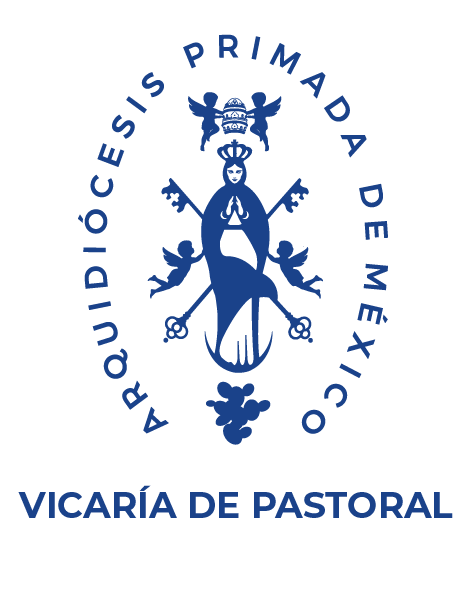 ARQUIDIÓCESIS PRIMADA DE MÉXICO
VICARÍA DE PASTORAL